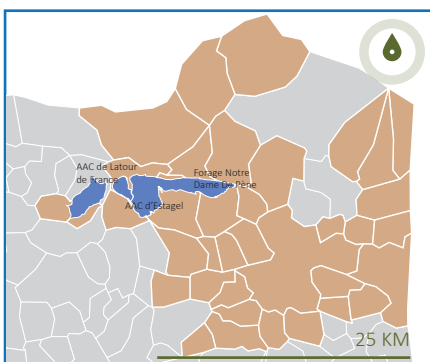 AAC de Latour
de France
Forage Notre
Dame De Pène
AAC d'Estagel
25 KM